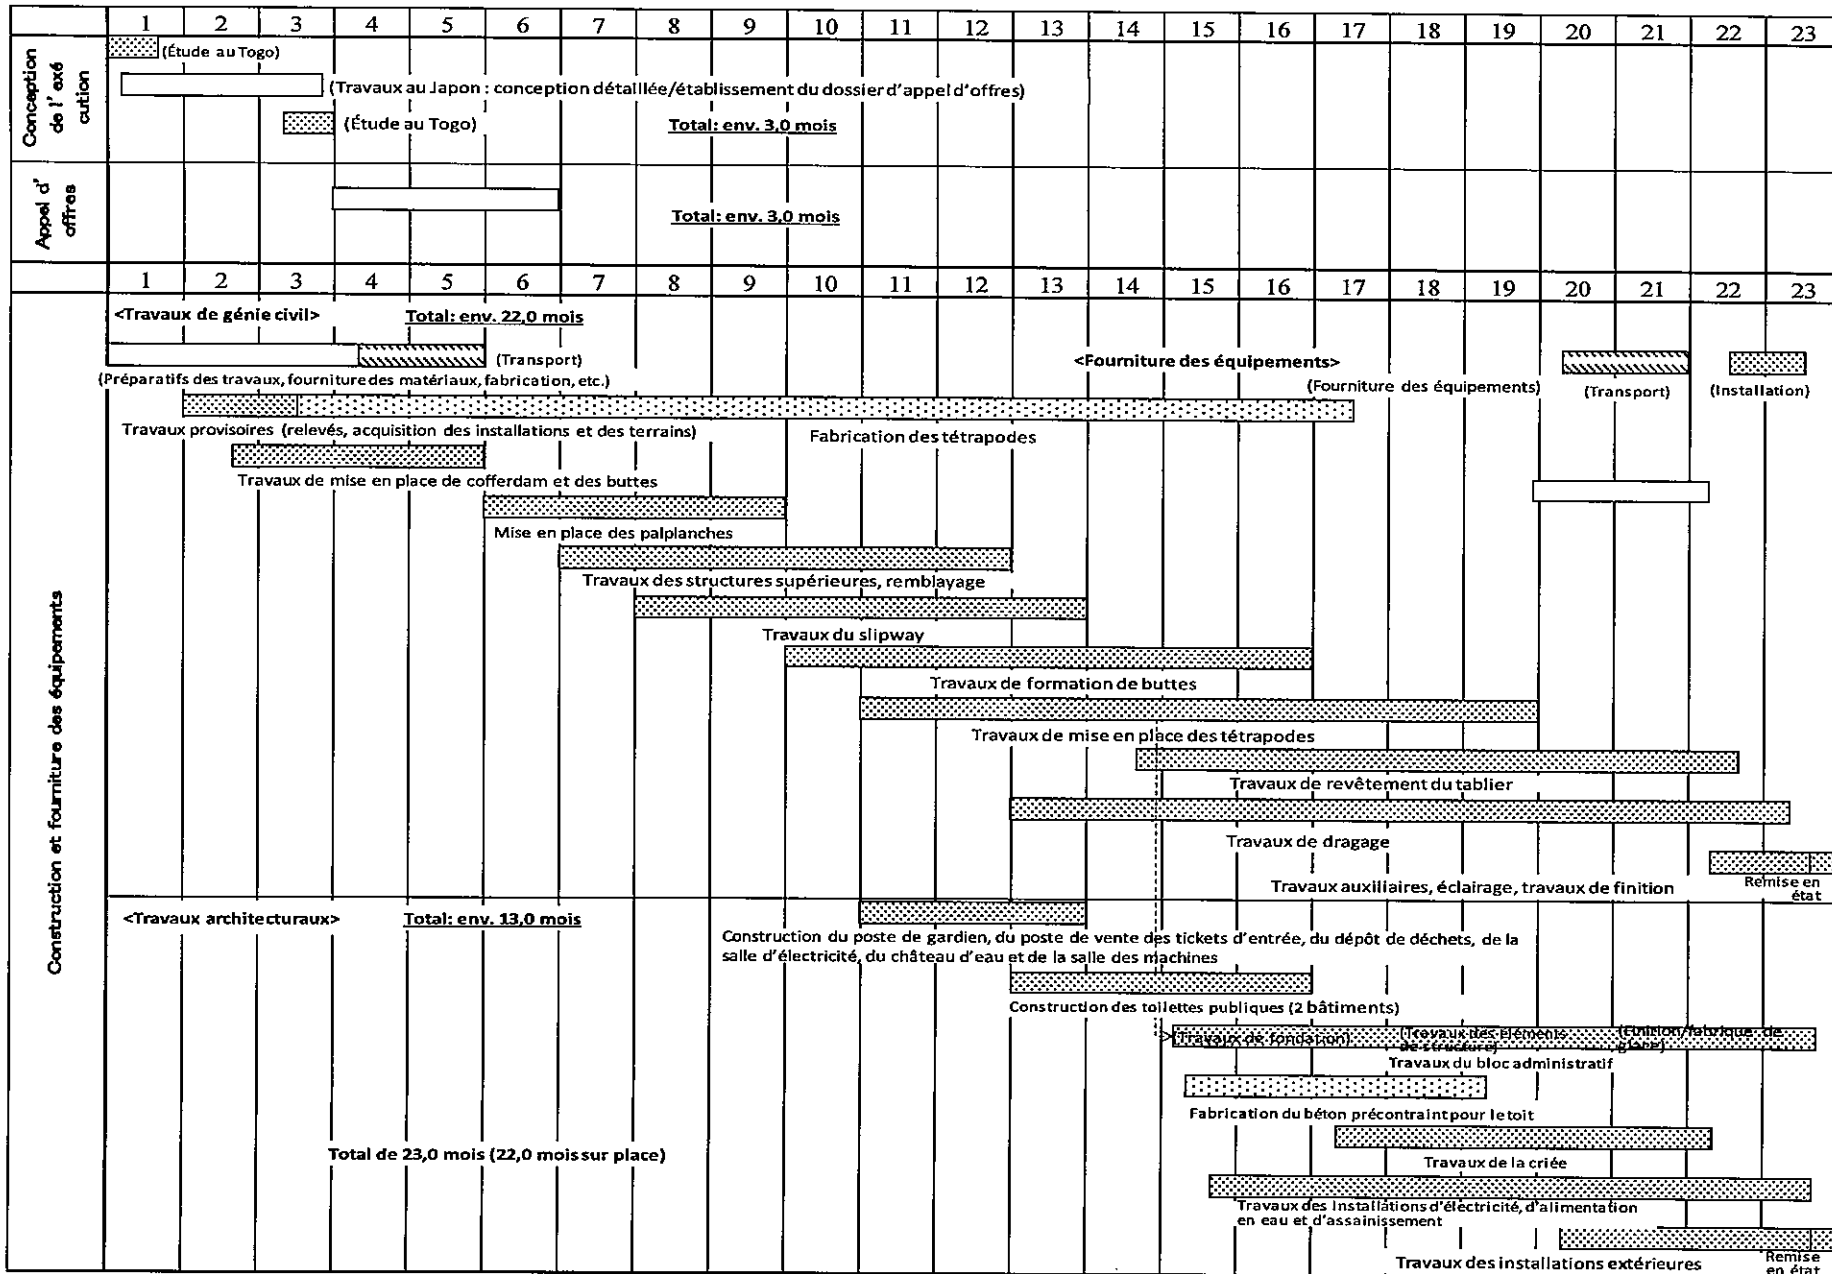 1 2 3 4 5 6 7 8 9 10 11 12 13 14 15 16 17 18 19 20 21 22 23
Conception
de l' exé
cution
(Étude au Togo)
(Travaux au Japon : conception détaillée/établissement du dossier d'appel d'offres)
(Étude au Togo)
Total: env. 3,0 mois
Appel d'
offres
Total: env. 3,0 mois
1 2 3 4 5 6 7 8 9 10 11 12 13 14 15 16 17 18 19 20 21 22 23
Construction et fourniture des équipements
<Travaux de génie civil> Total: env. 22,0 mois
(Transport)
<Fourniture des équipements>
(Préparatifs des travaux, fourniture des matériaux, fabrication, etc.)
(Fourniture des équipements)
(Transport)
(Installation)
Travaux provisoires (relevés, acquisition des installations et des terrains)
Fabrication des tétrapodes
Travaux de mise en place de cofferdam et des buttes
Mise en place des palplanches
Travaux des structures supérieures, remblayage
Travaux du slipway
Travaux de formation de buttes
Travaux de mise en place des tétrapodes
Travaux de revêtement du tablier
Travaux de dragage
Travaux auxiliaires, éclairage, travaux de finition
Remise en
état
<Travaux architecturaux> Total: env. 13,0 mois
Construction du poste de gardien, du poste de vente des tickets d'entrée, du dépôt de déchets, de la
salle d'électricité, du château d'eau et de la salle des machines
Construction des toilettes publiques (2 bâtiments)
(Travaux de fondation)
(Travaux des éléments
de structure)
(Finition/fabrique de
glace)
Travaux du bloc administratif
Fabrication du béton précontraint pour le toit
Total de 23,0 mois (22,0 mois sur place)
Travaux de la criée
Travaux des Installations d'électricité, d'alimentation
en eau et d'assainissement
Travaux des installations extérieures
Remise
en état